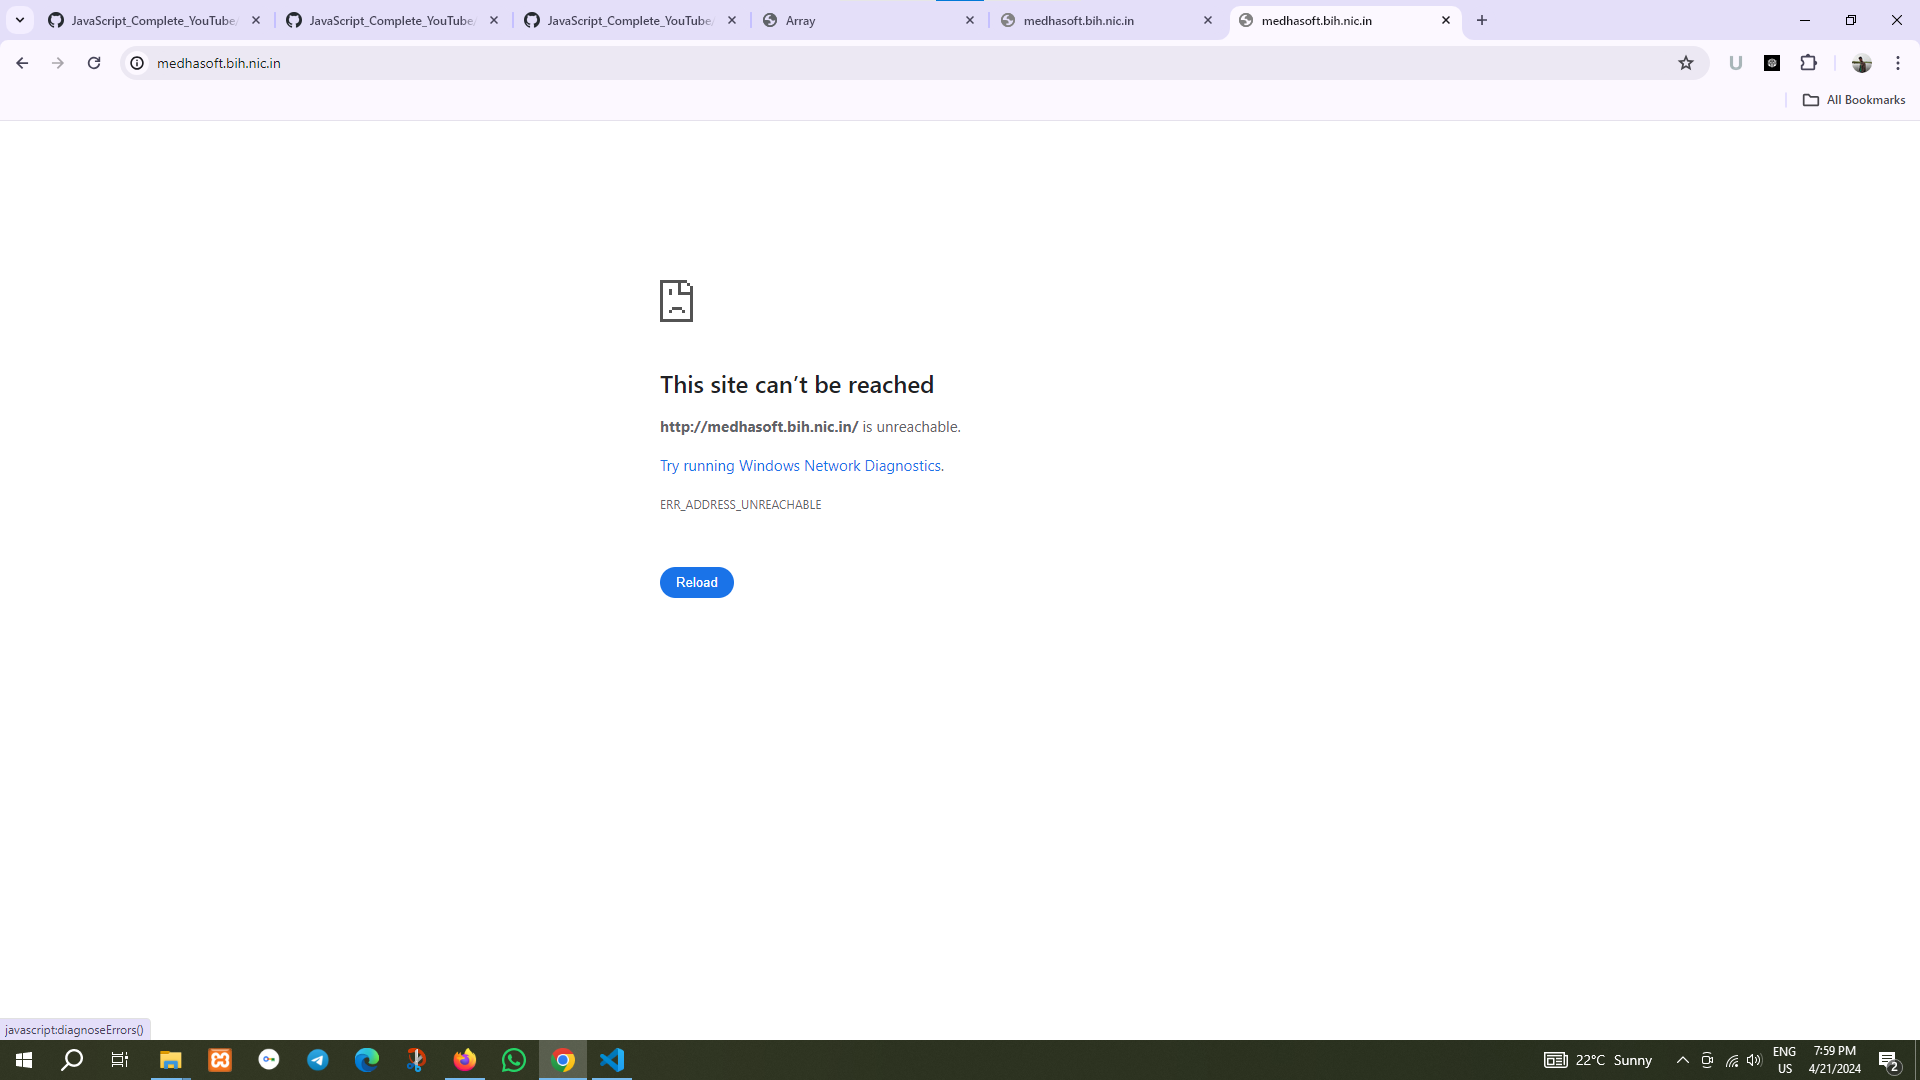 JavaScript_Complete_YouTube/
JavaScript_Complete_YouTube/
JavaScript_Complete_YouTube/
Array
medhasoft.bih.nic.in
medhasoft.bih.nic.in
medhasoft.bih.nic.in
All Bookmarks
This site can’t be reached
http://medhasoft.bih.nic.in/ is unreachable.
Try running Windows Network Diagnostics.
ERR_ADDRESS_UNREACHABLE
Reload
javascript:diagnoseErrors()
22°C Sunny
ENG
US
7:59 PM
4/21/2024
2